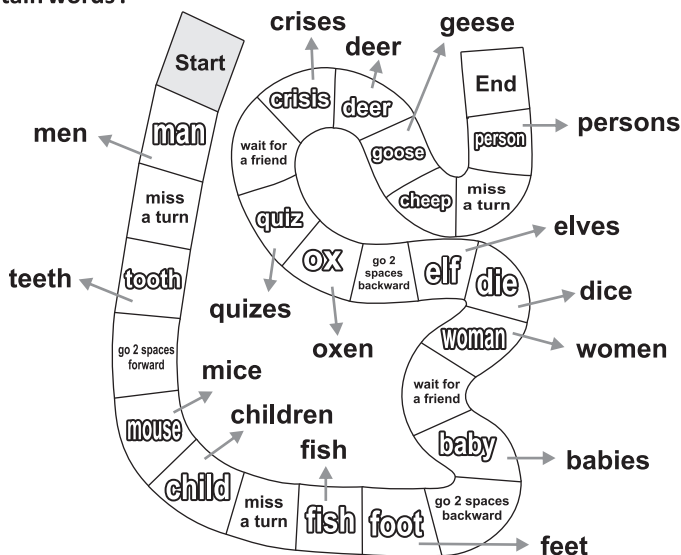 tain words?
Start
man
men
miss
a turn
tooth
teeth
go 2 spaces
forward
mouse
mice
child
children
miss
a turn
fish
fish
foot
feet
go 2 spaces
backward
baby
babies
wait for
a friend
woman
women
die
dice
elf
elves
go 2
spaces
backward
ox
oxen
quiz
quizes
wait for
a friend
crisis
crises
deer
deer
goose
geese
cheep
miss
a turn
person
persons
End